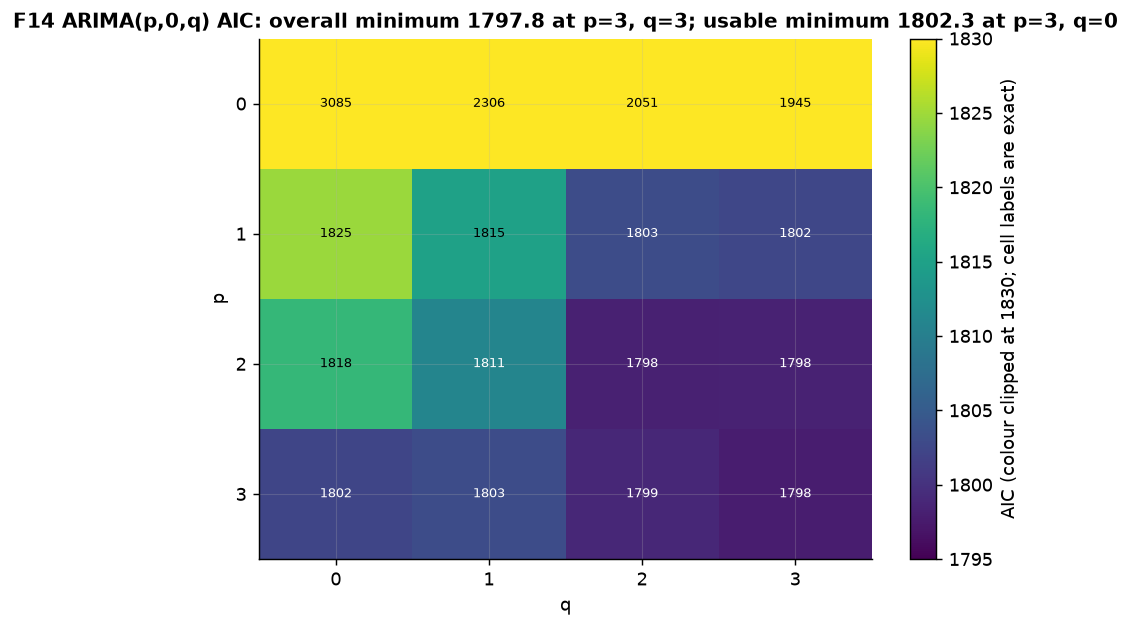 F14 ARIMA(p,0,q) AIC: overall minimum 1797.8 at p=3, q=3; usable minimum 1802.3 at p=3, q=0
0 3085 2306 2051 1945
1 1825 1815 1803 1802
2 1818 1811 1798 1798
3 1802 1803 1799 1798
p
0 1 2 3
q
1830
1825
1820
1815
1810
1805
1800
1795
AIC (colour clipped at 1830; cell labels are exact)